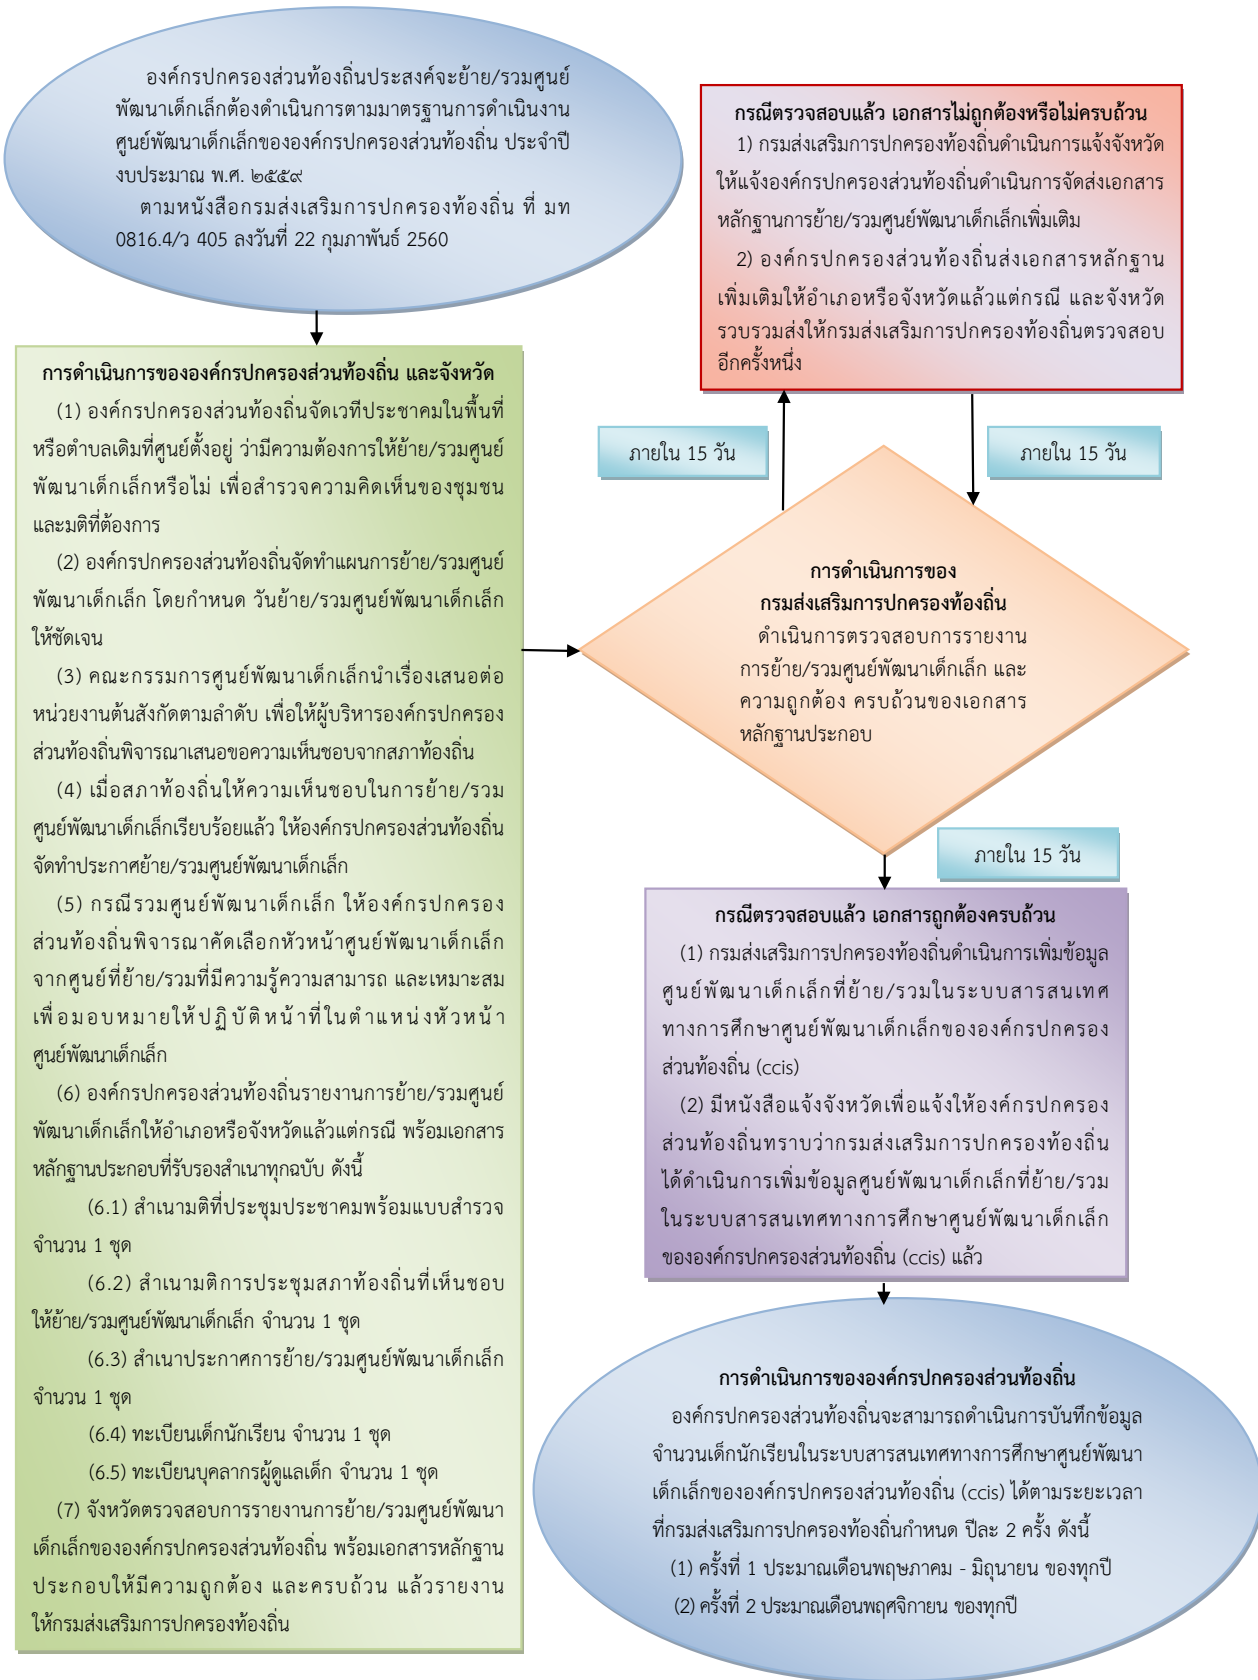 องค์กรปกครองส่วนท้องถิ่นประสงค์จะย้าย/รวมศูนย์
พัฒนาเด็กเล็กต้องดำเนินการตามมาตรฐานการดำเนินงาน
ศูนย์พัฒนาเด็กเล็กขององค์กรปกครองส่วนท้องถิ่น ประจำปี
งบประมาณ พ.ศ. ๒๕๕๙
ตามหนังสือกรมส่งเสริมการปกครองท้องถิ่น ที่ มท
0816.4/ว 405 ลงวันที่ 22 กุมภาพันธ์ 2560
การดำเนินการขององค์กรปกครองส่วนท้องถิ่น และจังหวัด
(1) องค์กรปกครองส่วนท้องถิ่นจัดเวทีประชาคมในพื้นที่
หรือตำบลเดิมที่ศูนย์ตั้งอยู่ ว่ามีความต้องการให้ย้าย/รวมศูนย์
พัฒนาเด็กเล็กหรือไม่ เพื่อสำรวจความคิดเห็นของชุมชน
และมติที่ต้องการ
(2) องค์กรปกครองส่วนท้องถิ่นจัดทำแผนการย้าย/รวมศูนย์
พัฒนาเด็กเล็ก โดยกำหนด วันย้าย/รวมศูนย์พัฒนาเด็กเล็ก
ให้ชัดเจน
(3) คณะกรรมการศูนย์พัฒนาเด็กเล็กนำเรื่องเสนอต่อ
หน่วยงานต้นสังกัดตามลำดับ เพื่อให้ผู้บริหารองค์กรปกครอง
ส่วนท้องถิ่นพิจารณาเสนอขอความเห็นชอบจากสภาท้องถิ่น
(4) เมื่อสภาท้องถิ่นให้ความเห็นชอบในการย้าย/รวม
ศูนย์พัฒนาเด็กเล็กเรียบร้อยแล้ว ให้องค์กรปกครองส่วนท้องถิ่น
จัดทำประกาศย้าย/รวมศูนย์พัฒนาเด็กเล็ก
(5) กรณีรวมศูนย์พัฒนาเด็กเล็ก ให้องค์กรปกครอง
ส่วนท้องถิ่นพิจารณาคัดเลือกหัวหน้าศูนย์พัฒนาเด็กเล็ก
จากศูนย์ที่ย้าย/รวมที่มีความรู้ความสามารถ และเหมาะสม
เพื่อมอบหมายให้ปฏิบัติหน้าที่ในตำแหน่งหัวหน้า
ศูนย์พัฒนาเด็กเล็ก
(6) องค์กรปกครองส่วนท้องถิ่นรายงานการย้าย/รวมศูนย์
พัฒนาเด็กเล็กให้อำเภอหรือจังหวัดแล้วแต่กรณี พร้อมเอกสาร
หลักฐานประกอบที่รับรองสำเนาทุกฉบับ ดังนี้
(6.1) สำเนามติที่ประชุมประชาคมพร้อมแบบสำรวจ
จำนวน 1 ชุด
(6.2) สำเนามติการประชุมสภาท้องถิ่นที่เห็นชอบ
ให้ย้าย/รวมศูนย์พัฒนาเด็กเล็ก จำนวน 1 ชุด
(6.3) สำเนาประกาศการย้าย/รวมศูนย์พัฒนาเด็กเล็ก
จำนวน 1 ชุด
(6.4) ทะเบียนเด็กนักเรียน จำนวน 1 ชุด
(6.5) ทะเบียนบุคลากรผู้ดูแลเด็ก จำนวน 1 ชุด
(7) จังหวัดตรวจสอบการรายงานการย้าย/รวมศูนย์พัฒนา
เด็กเล็กขององค์กรปกครองส่วนท้องถิ่น พร้อมเอกสารหลักฐาน
ประกอบให้มีความถูกต้อง และครบถ้วน แล้วรายงาน
ให้กรมส่งเสริมการปกครองท้องถิ่น
กรณีตรวจสอบแล้ว เอกสารไม่ถูกต้องหรือไม่ครบถ้วน
1) กรมส่งเสริมการปกครองท้องถิ่นดำเนินการแจ้งจังหวัด
ให้แจ้งองค์กรปกครองส่วนท้องถิ่นดำเนินการจัดส่งเอกสาร
หลักฐานการย้าย/รวมศูนย์พัฒนาเด็กเล็กเพิ่มเติม
2) องค์กรปกครองส่วนท้องถิ่นส่งเอกสารหลักฐาน
เพิ่มเติมให้อำเภอหรือจังหวัดแล้วแต่กรณี และจังหวัด
รวบรวมส่งให้กรมส่งเสริมการปกครองท้องถิ่นตรวจสอบ
อีกครั้งหนึ่ง
ภายใน 15 วัน
ภายใน 15 วัน
การดำเนินการของ
กรมส่งเสริมการปกครองท้องถิ่น
ดำเนินการตรวจสอบการรายงาน
การย้าย/รวมศูนย์พัฒนาเด็กเล็ก และ
ความถูกต้อง ครบถ้วนของเอกสาร
หลักฐานประกอบ
ภายใน 15 วัน
กรณีตรวจสอบแล้ว เอกสารถูกต้องครบถ้วน
(1) กรมส่งเสริมการปกครองท้องถิ่นดำเนินการเพิ่มข้อมูล
ศูนย์พัฒนาเด็กเล็กที่ย้าย/รวมในระบบสารสนเทศ
ทางการศึกษาศูนย์พัฒนาเด็กเล็กขององค์กรปกครอง
ส่วนท้องถิ่น (ccis)
(2) มีหนังสือแจ้งจังหวัดเพื่อแจ้งให้องค์กรปกครอง
ส่วนท้องถิ่นทราบว่ากรมส่งเสริมการปกครองท้องถิ่น
ได้ดำเนินการเพิ่มข้อมูลศูนย์พัฒนาเด็กเล็กที่ย้าย/รวม
ในระบบสารสนเทศทางการศึกษาศูนย์พัฒนาเด็กเล็ก
ขององค์กรปกครองส่วนท้องถิ่น (ccis) แล้ว
การดำเนินการขององค์กรปกครองส่วนท้องถิ่น
องค์กรปกครองส่วนท้องถิ่นจะสามารถดำเนินการบันทึกข้อมูล
จำนวนเด็กนักเรียนในระบบสารสนเทศทางการศึกษาศูนย์พัฒนา
เด็กเล็กขององค์กรปกครองส่วนท้องถิ่น (ccis) ได้ตามระยะเวลา
ที่กรมส่งเสริมการปกครองท้องถิ่นกำหนด ปีละ 2 ครั้ง ดังนี้
(1) ครั้งที่ 1 ประมาณเดือนพฤษภาคม - มิถุนายน ของทุกปี
(2) ครั้งที่ 2 ประมาณเดือนพฤศจิกายน ของทุกปี